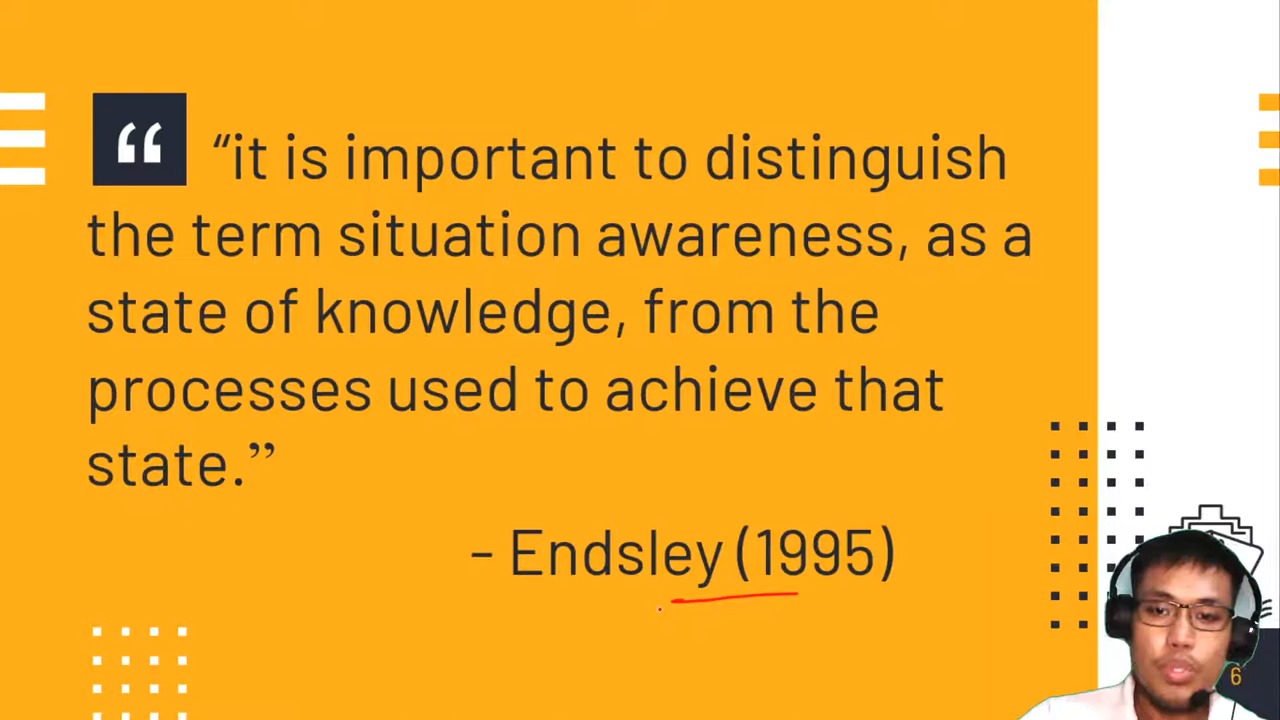 “
“it is important to distinguish
the term situation awareness, as a
state of knowledge, from the
processes used to achieve that
state.”
- Endsley (1995)
6